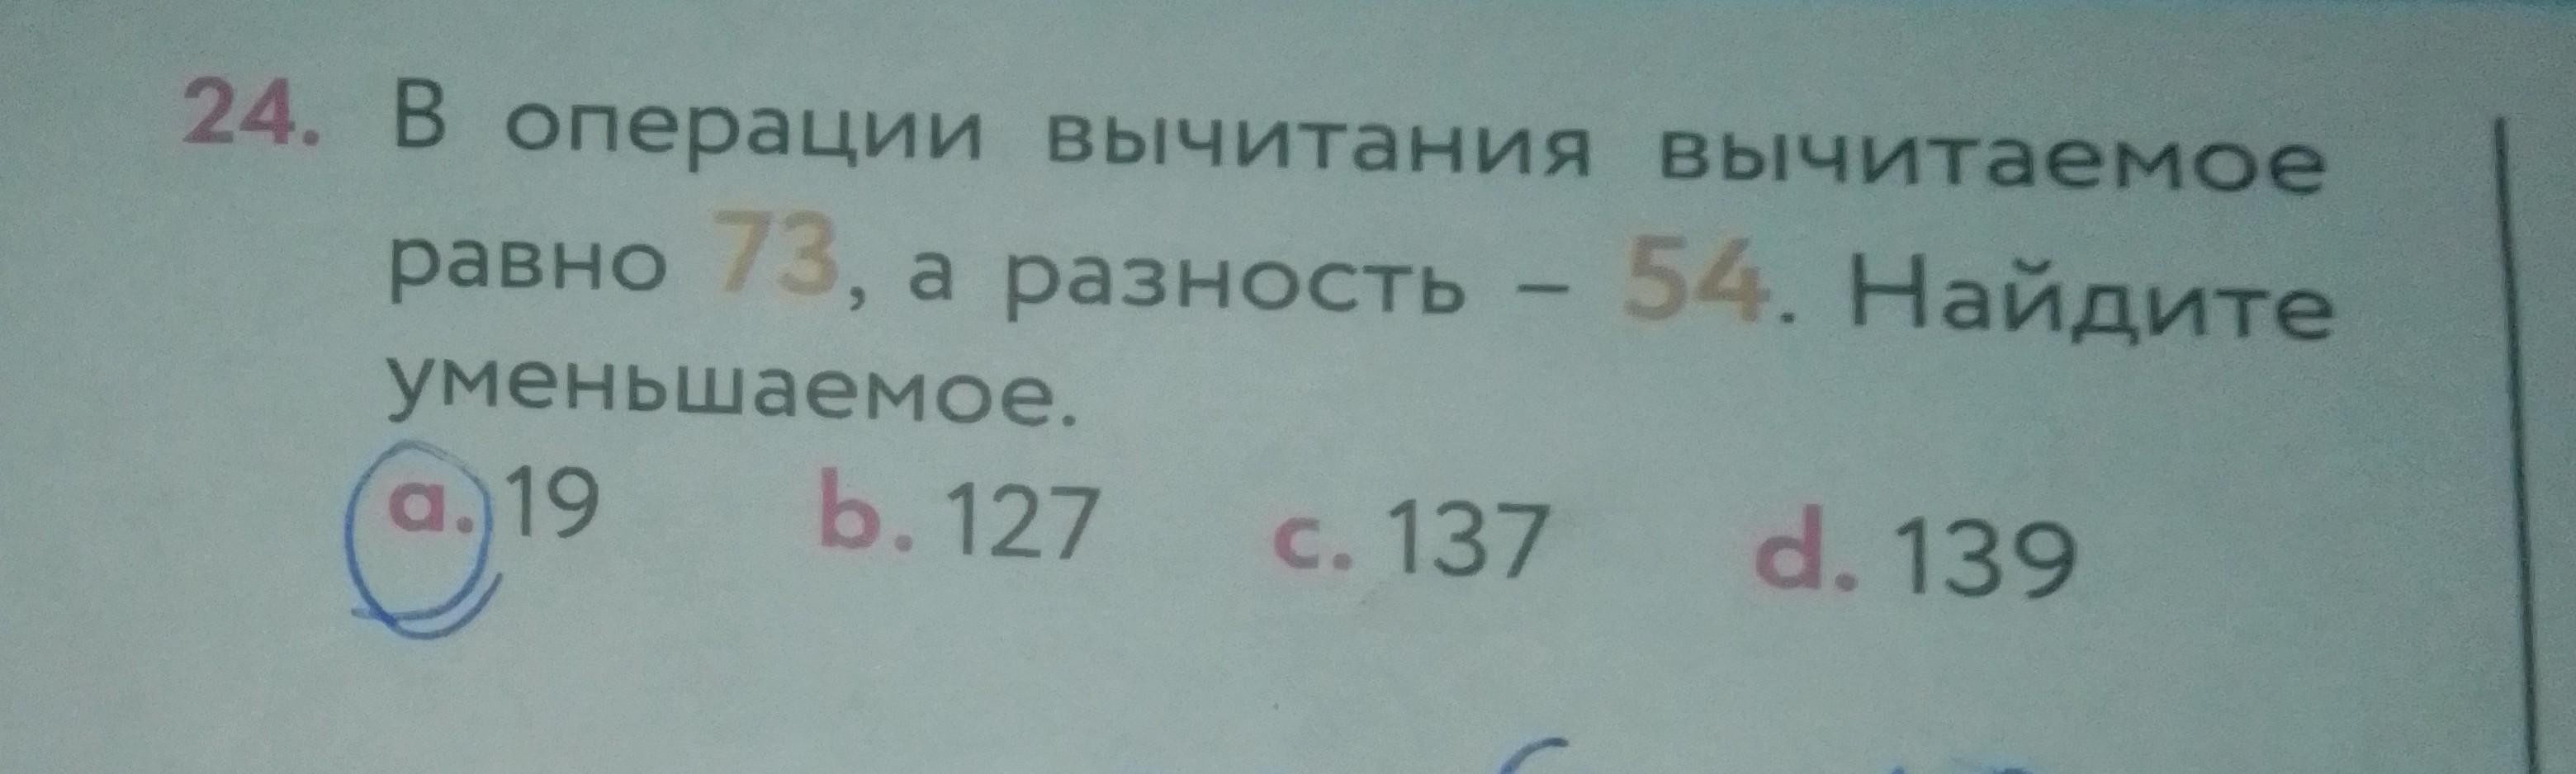 24. В операции вычитания вычитаемое
равно 73, а разность – 54. Найдите
уменьшаемое.
a. 19 b. 127 c. 137 d. 139